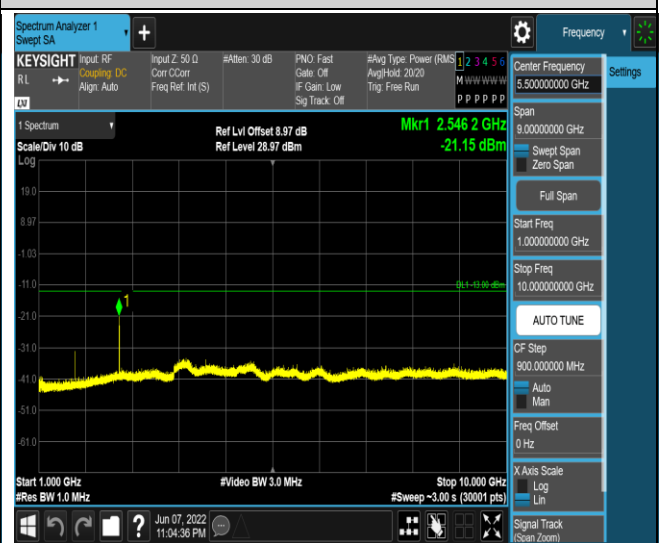 Spectrum Analyzer 1
Swept SA
+
Frequency
KEYSIGHT
RL
LXI
Input: RF
Coupling: DC
Align: Auto
Input Z: 50 Ω
Corr CCorr
Freq Ref: Int (S)
#Atten: 30 dB
PNO: Fast
Gate: Off
IF Gain: Low
Sig Track: Off
#Avg Type: Power (RMS
Avg|Hold: 20/20
Trig: Free Run
1 2 3 4 5 6
M W W W W W
P P P P P P
Center Frequency
5.500000000 GHz
Settings
Span
9.00000000 GHz
Swept Span
Zero Span
Full Span
Start Freq
1.000000000 GHz
Stop Freq
10.000000000 GHz
AUTO TUNE
CF Step
900.000000 MHz
Auto
Man
Freq Offset
0 Hz
X Axis Scale
Log
Lin
Signal Track
(Span Zoom)
1 Spectrum
Scale/Div 10 dB
Ref Lvl Offset 8.97 dB
Ref Level 28.97 dBm
Mkr1 2.546 2 GHz
-21.15 dBm
Log
19.0
8.97
-1.03
-11.0
DL1 -13.00 dBm
1
-21.0
-31.0
-41.0
-51.0
-61.0
Start 1.000 GHz
#Video BW 3.0 MHz
Stop 10.000 GHz
#Res BW 1.0 MHz
#Sweep ~3.00 s (30001 pts)
?
Jun 07, 2022
11:04:36 PM